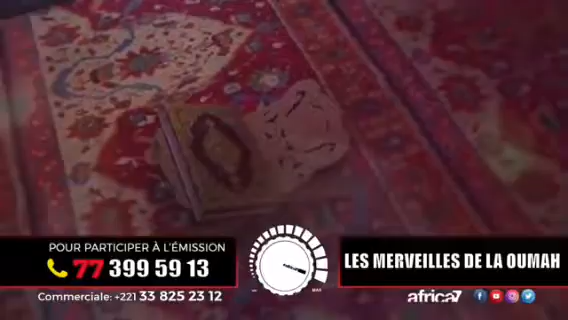 POUR PARTICIPER À L'ÉMISSION
77 399 59 13
LES MERVEILLES DE LA OUMAH
Commerciale: +221 33 825 23 12
africa7